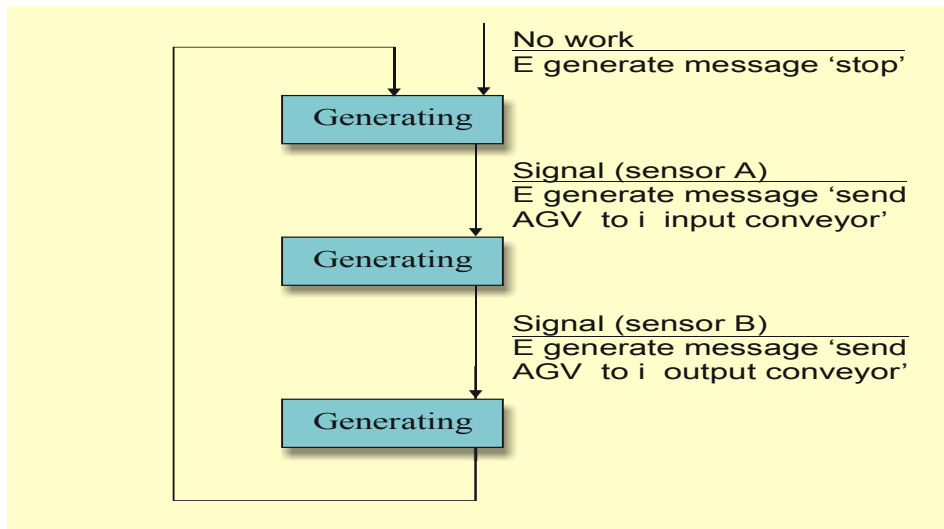 No work
E generate message ‘stop’
Generating
Signal (sensor A)
E generate message ‘send
AGV to i input conveyor’
Generating
Signal (sensor B)
E generate message ‘send
AGV to i output conveyor’
Generating